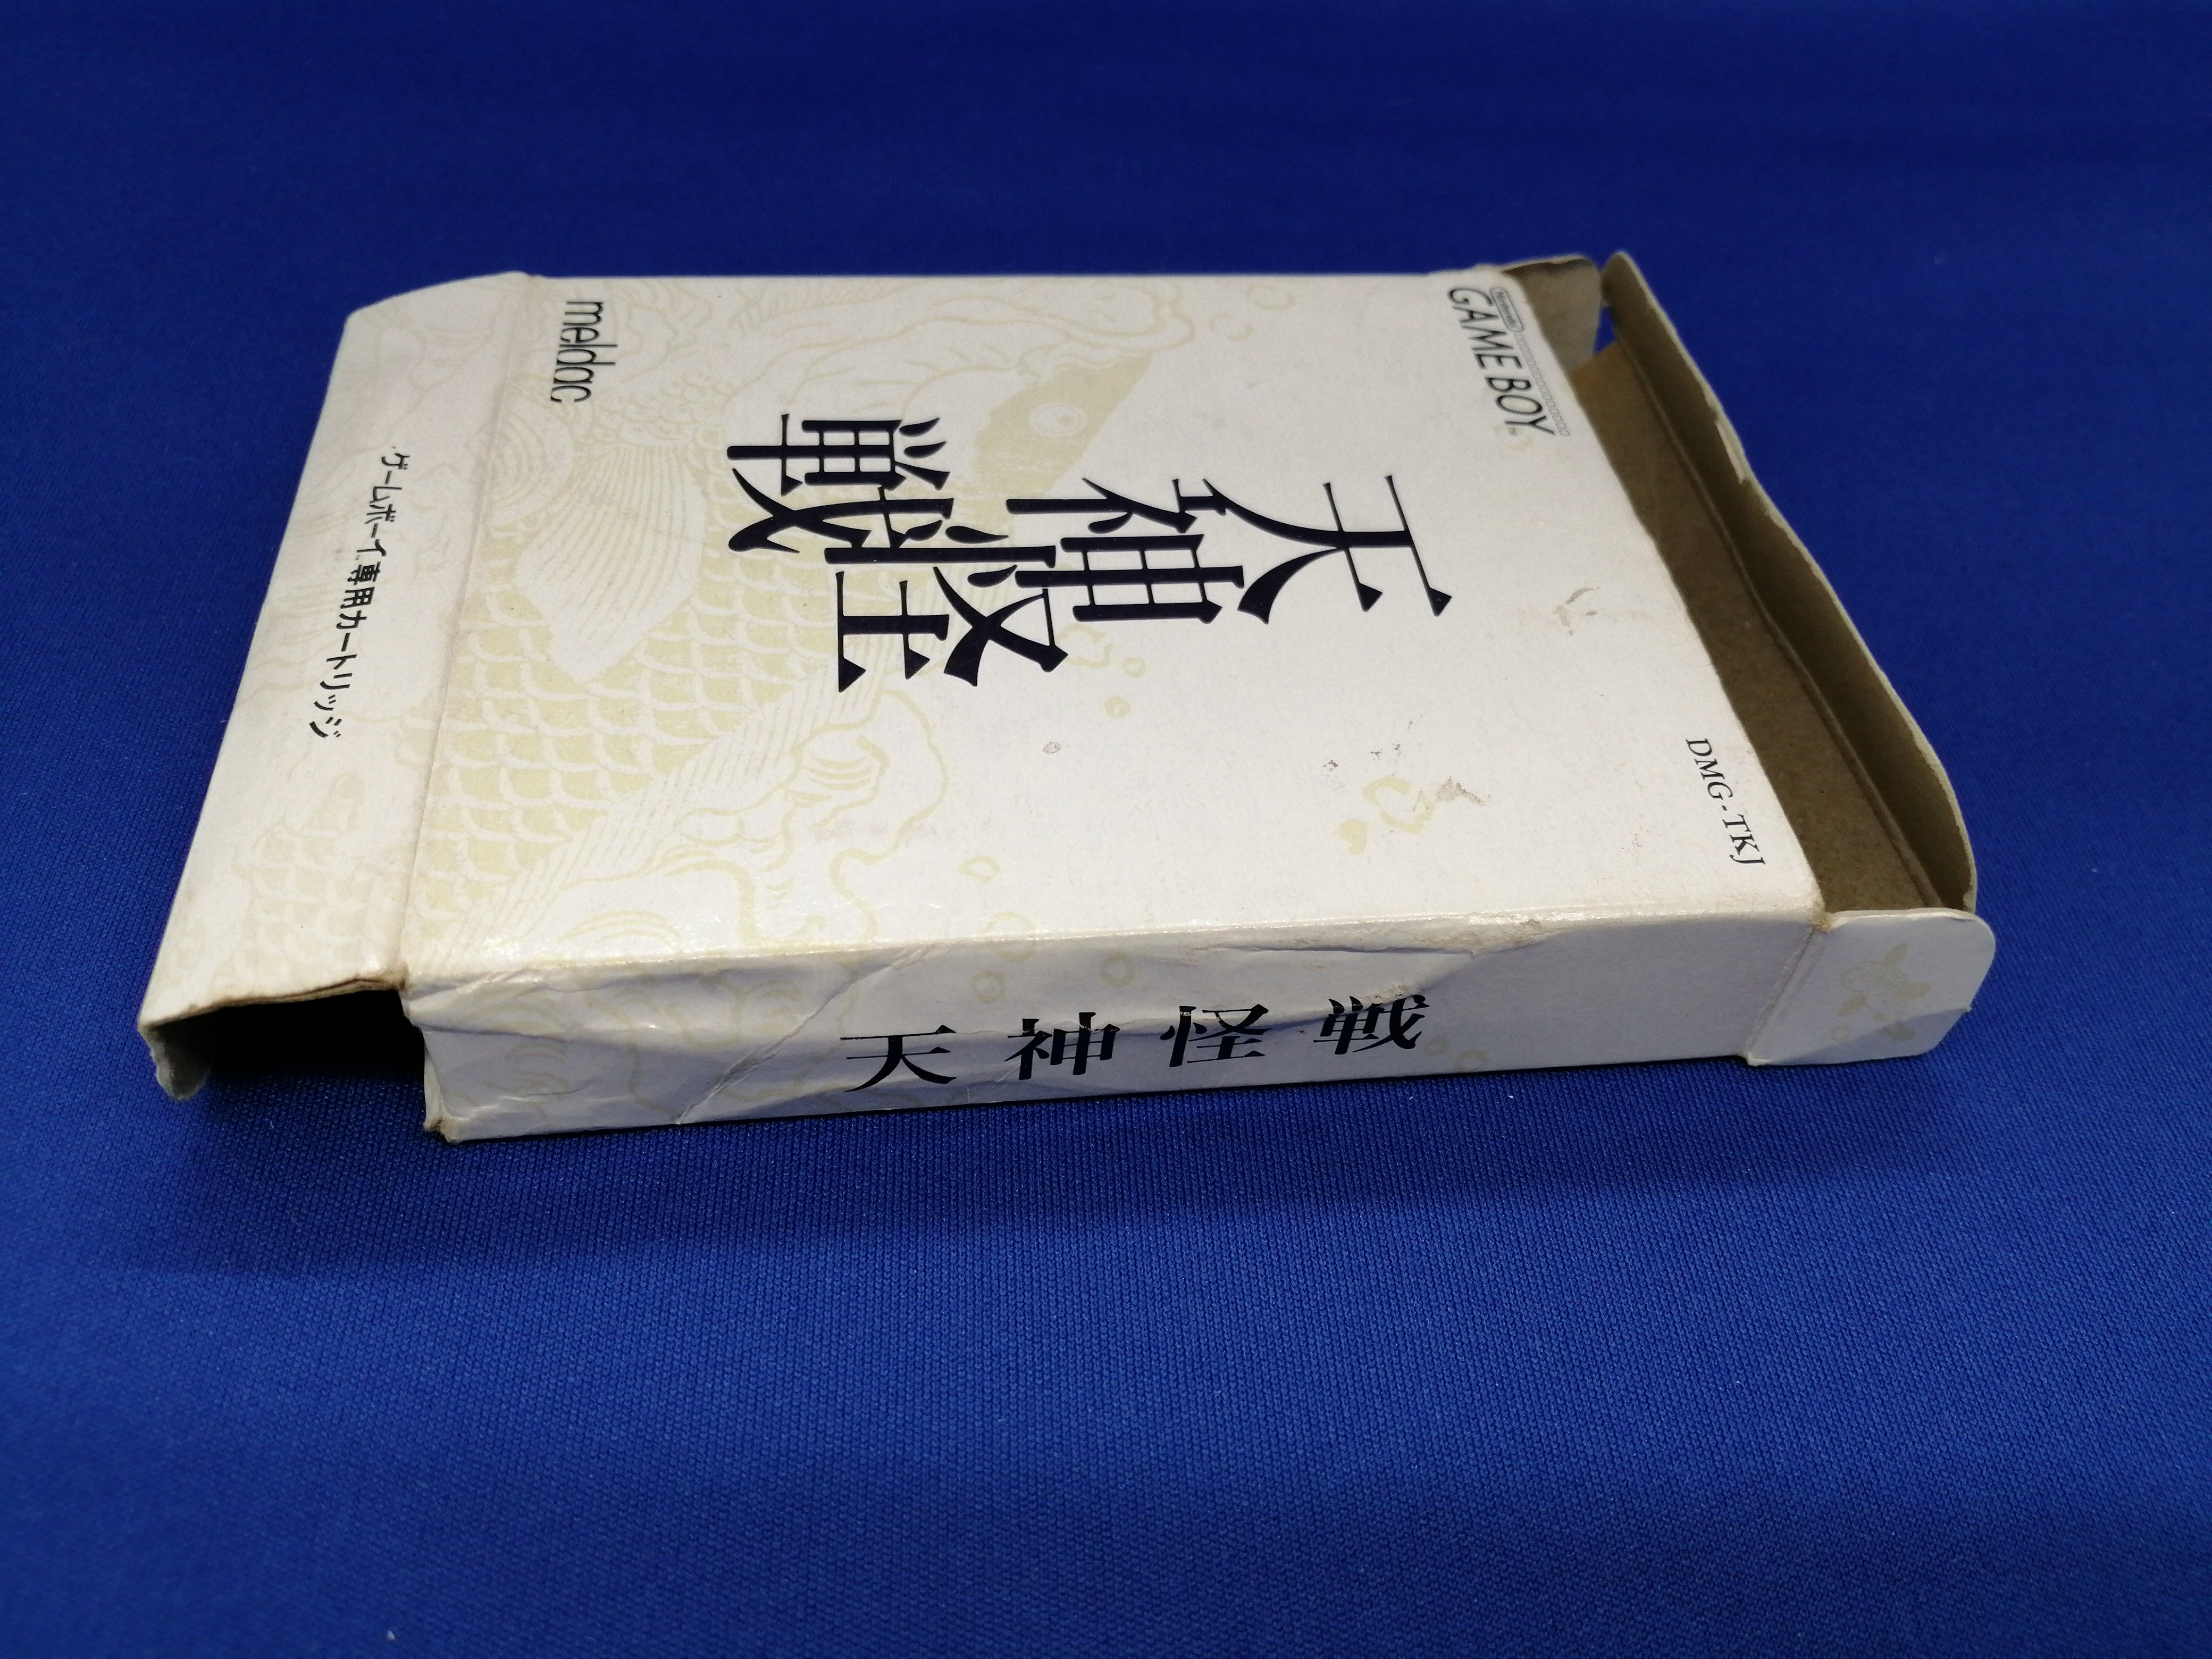 Nintendo
GAME BOY™
DMG-TKJ
天神怪戦
meldac
ゲームボーイ専用カートリッジ
天神怪戦